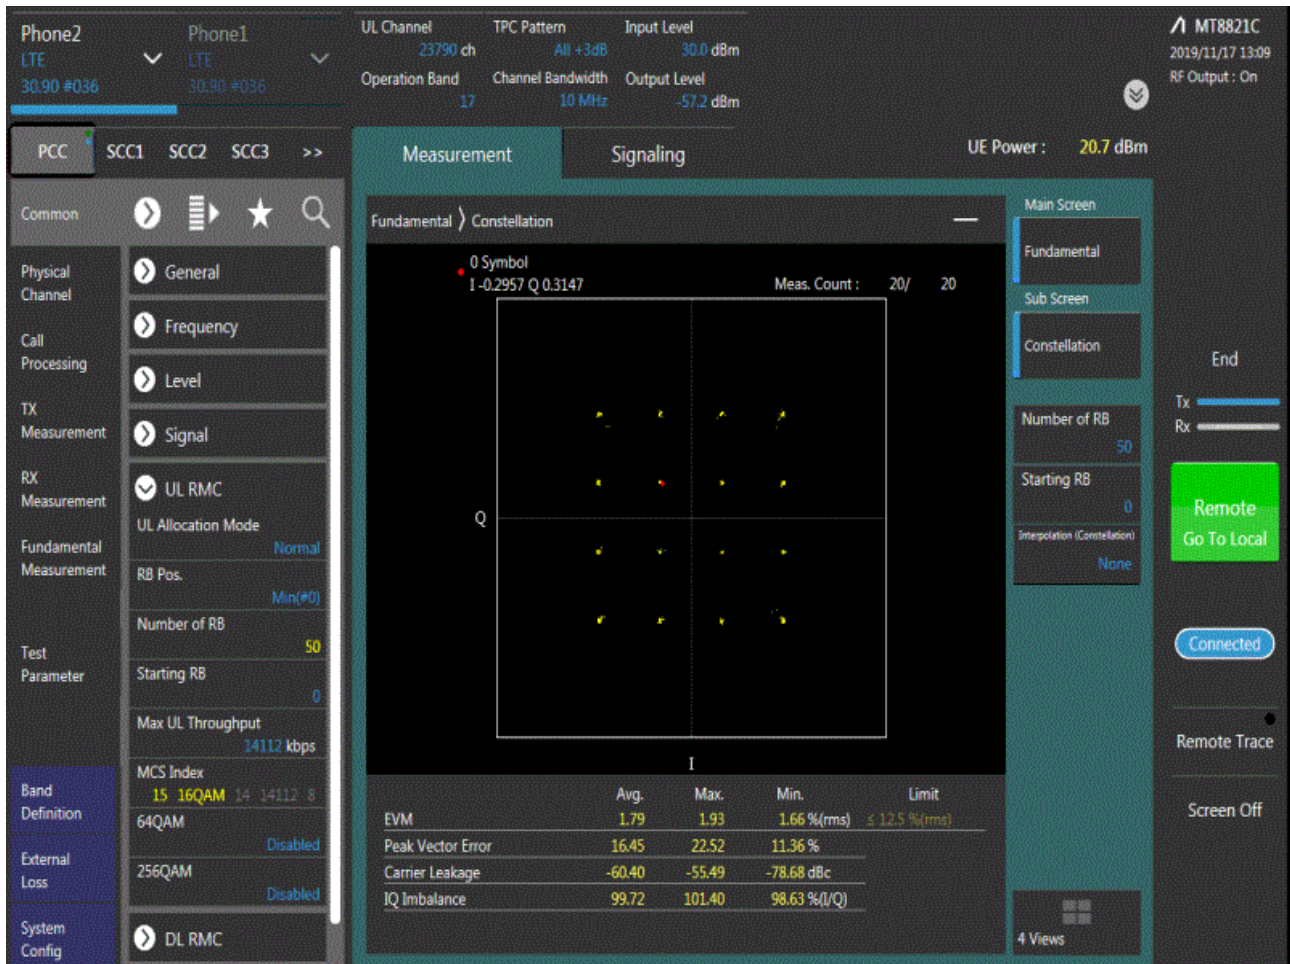 Phone2
LTE
30.90 #036
Phone1
LTE
30.90 #036
UL Channel
23790 ch
TPC Pattern
All +3dB
Input Level
30.0 dBm
Operation Band
17
Channel Bandwidth
10 MHz
Output Level
-57.2 dBm
MT8821C
2019/11/17 13:09
RF Output : On
PCC SCC1 SCC2 SCC3 >>
Measurement
Signaling
UE Power : 20.7 dBm
Common
Physical
Channel
Call
Processing
TX
Measurement
RX
Measurement
Fundamental
Measurement
Test
Parameter
Band
Definition
External
Loss
System
Config
General
Frequency
Level
Signal
UL RMC
UL Allocation Mode
Normal
RB Pos.
Min(#0)
Number of RB
50
Starting RB
0
Max UL Throughput
14112 kbps
MCS Index
15 16QAM 14 14112 8
64QAM
Disabled
256QAM
Disabled
DL RMC
Fundamental 〉Constellation
0 Symbol
I -0.2957 Q 0.3147
Meas. Count : 20/ 20
Q
I
Avg. Max. Min. Limit
EVM 1.79 1.93 1.66 %(rms) ≤ 12.5 %(rms)
Peak Vector Error 16.45 22.52 11.36 %
Carrier Leakage -60.40 -55.49 -78.68 dBc
IQ Imbalance 99.72 101.40 98.63 %(I/Q)
Main Screen
Fundamental
Sub Screen
Constellation
Number of RB
50
Starting RB
0
Interpolation (Constellation)
None
4 Views
End
Tx
Rx
Remote
Go To Local
Connected
Remote Trace
Screen Off